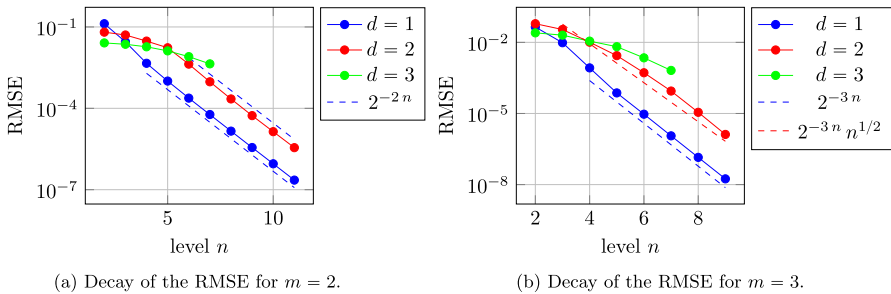 10⁻¹
10⁻⁴
10⁻⁷
RMSE
5
10
level n
d = 1
d = 2
d = 3
2⁻²ⁿ
(a) Decay of the RMSE for m = 2.
10⁻²
10⁻⁵
10⁻⁸
RMSE
2
4
6
8
level n
d = 1
d = 2
d = 3
2⁻³ⁿ
2⁻³ⁿ n¹ᐟ²
(b) Decay of the RMSE for m = 3.